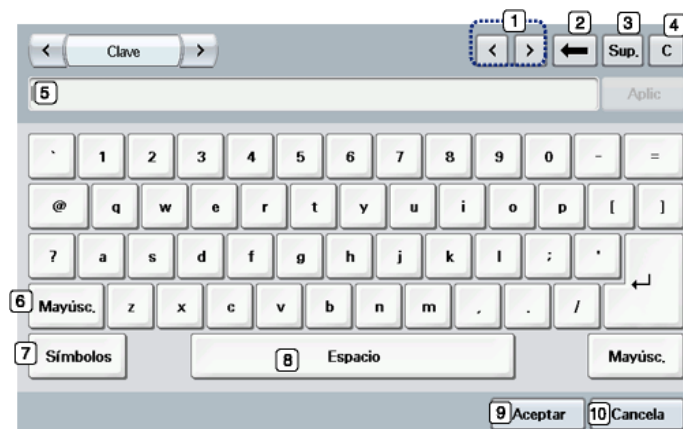 1 2 3 4
< Clave > < > ← Sup. C
5 Aplic
` 1 2 3 4 5 6 7 8 9 0 - =
@ q w e r t y u i o p [ ]
? a s d f g h j k l ; '
6 Mayúsc. z x c v b n m , . /
7 Símbolos 8 Espacio Mayúsc.
9 Aceptar 10 Cancela